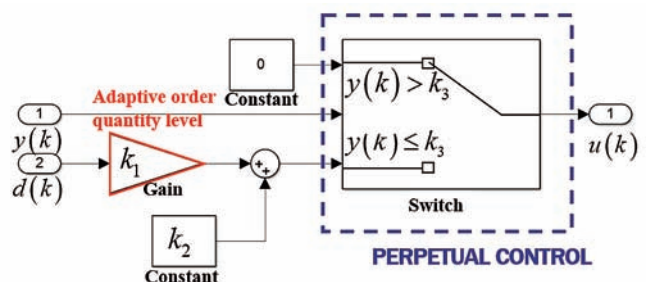 0
Constant
y(k) > k₃
Adaptive order
quantity level
1
y(k)
2
d(k)
k₁
Gain
+
+
y(k) ≤ k₃
Switch
1
u(k)
k₂
Constant
PERPETUAL CONTROL